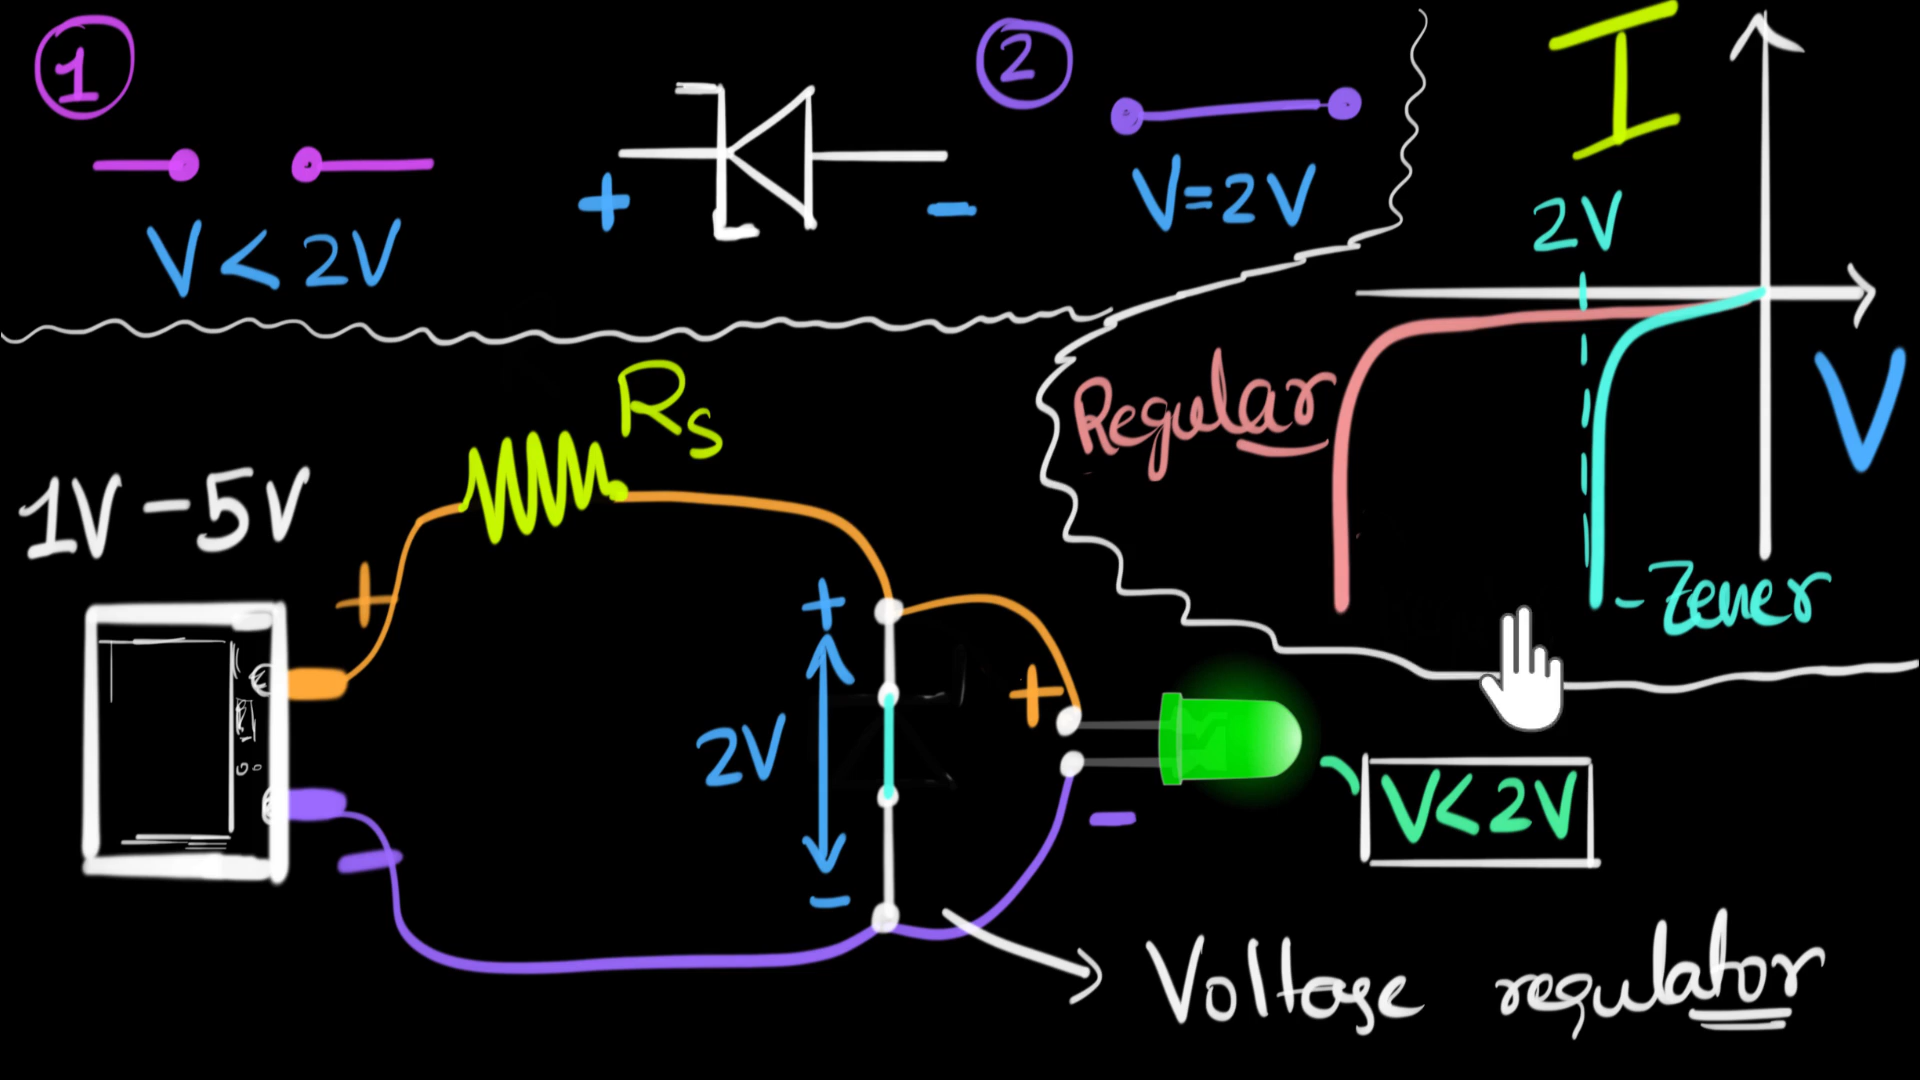 1
V < 2V
+
-
2
V=2V
I
2V
V
Regular
- Zener
Rs
1V - 5V
+
-
+
2V
-
+
-
V<2V
Voltage regulator